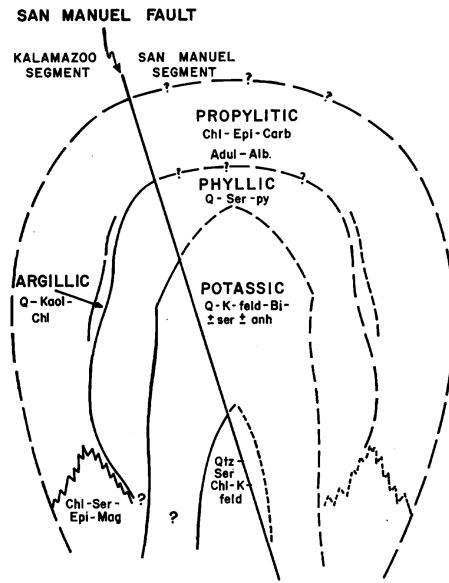 SAN MANUEL FAULT
KALAMAZOO SEGMENT
SAN MANUEL SEGMENT
?
?
?
PROPYLITIC
Chl-Epi-Carb
Adul-Alb.
?
?
?
PHYLLIC
Q-Ser-py
ARGILLIC
Q-Kaol-
Chl
POTASSIC
Q-K-feld-Bi-
± ser ± anh
Qtz-
Ser
Chl-K-
feld
Chl-Ser-
Epi-Mag
?
?